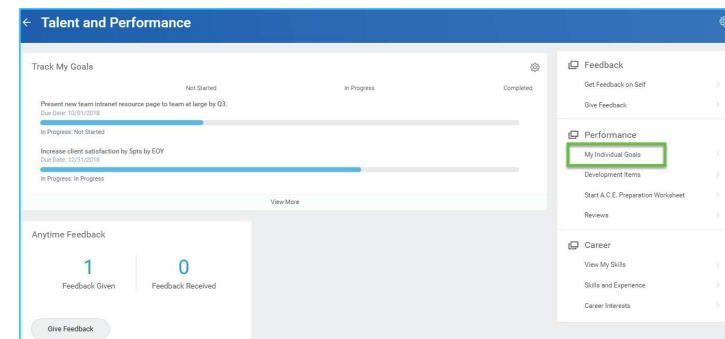 Talent and Performance
Track My Goals
Not Started In Progress Completed
Present new team intranet resource page to team at large by Q3.
Due Date: 10/01/2018
In Progress: Not Started
Increase client satisfaction by 5pts by EOY
Due Date: 12/31/2018
In Progress: In Progress
View More
Anytime Feedback
1 0
Feedback Given Feedback Received
Give Feedback
Feedback
Get Feedback on Self
Give Feedback
Performance
My Individual Goals
Development Items
Start A.C.E. Preparation Worksheet
Reviews
Career
View My Skills
Skills and Experience
Career Interests